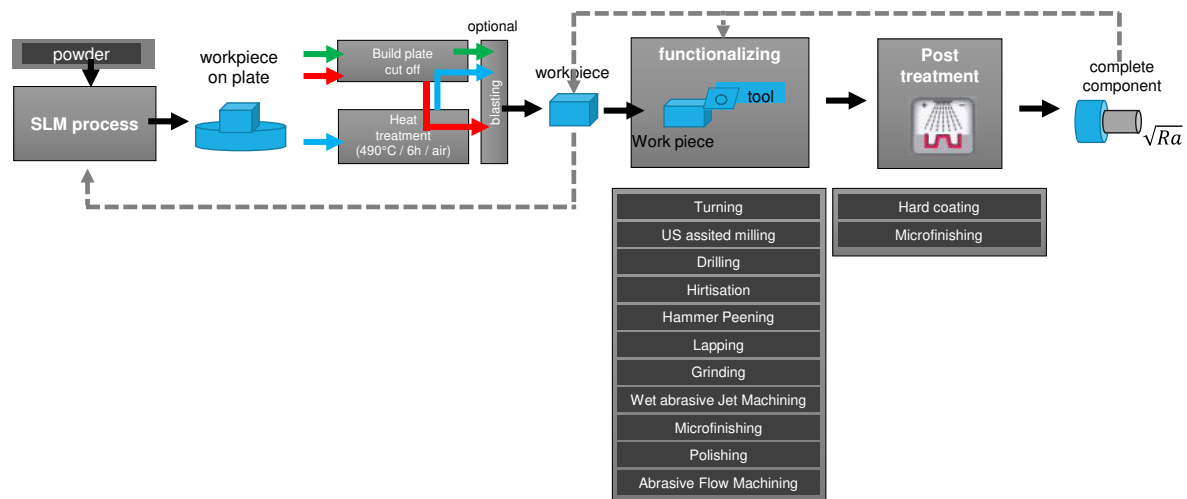 powder
SLM process
workpiece
on plate
Build plate
cut off
Heat
treatment
(490°C / 6h / air)
optional
blasting
workpiece
functionalizing
tool
Work piece
Post
treatment
complete
component
√Ra
Turning
US assited milling
Drilling
Hirtisation
Hammer Peening
Lapping
Grinding
Wet abrasive Jet Machining
Microfinishing
Polishing
Abrasive Flow Machining
Hard coating
Microfinishing